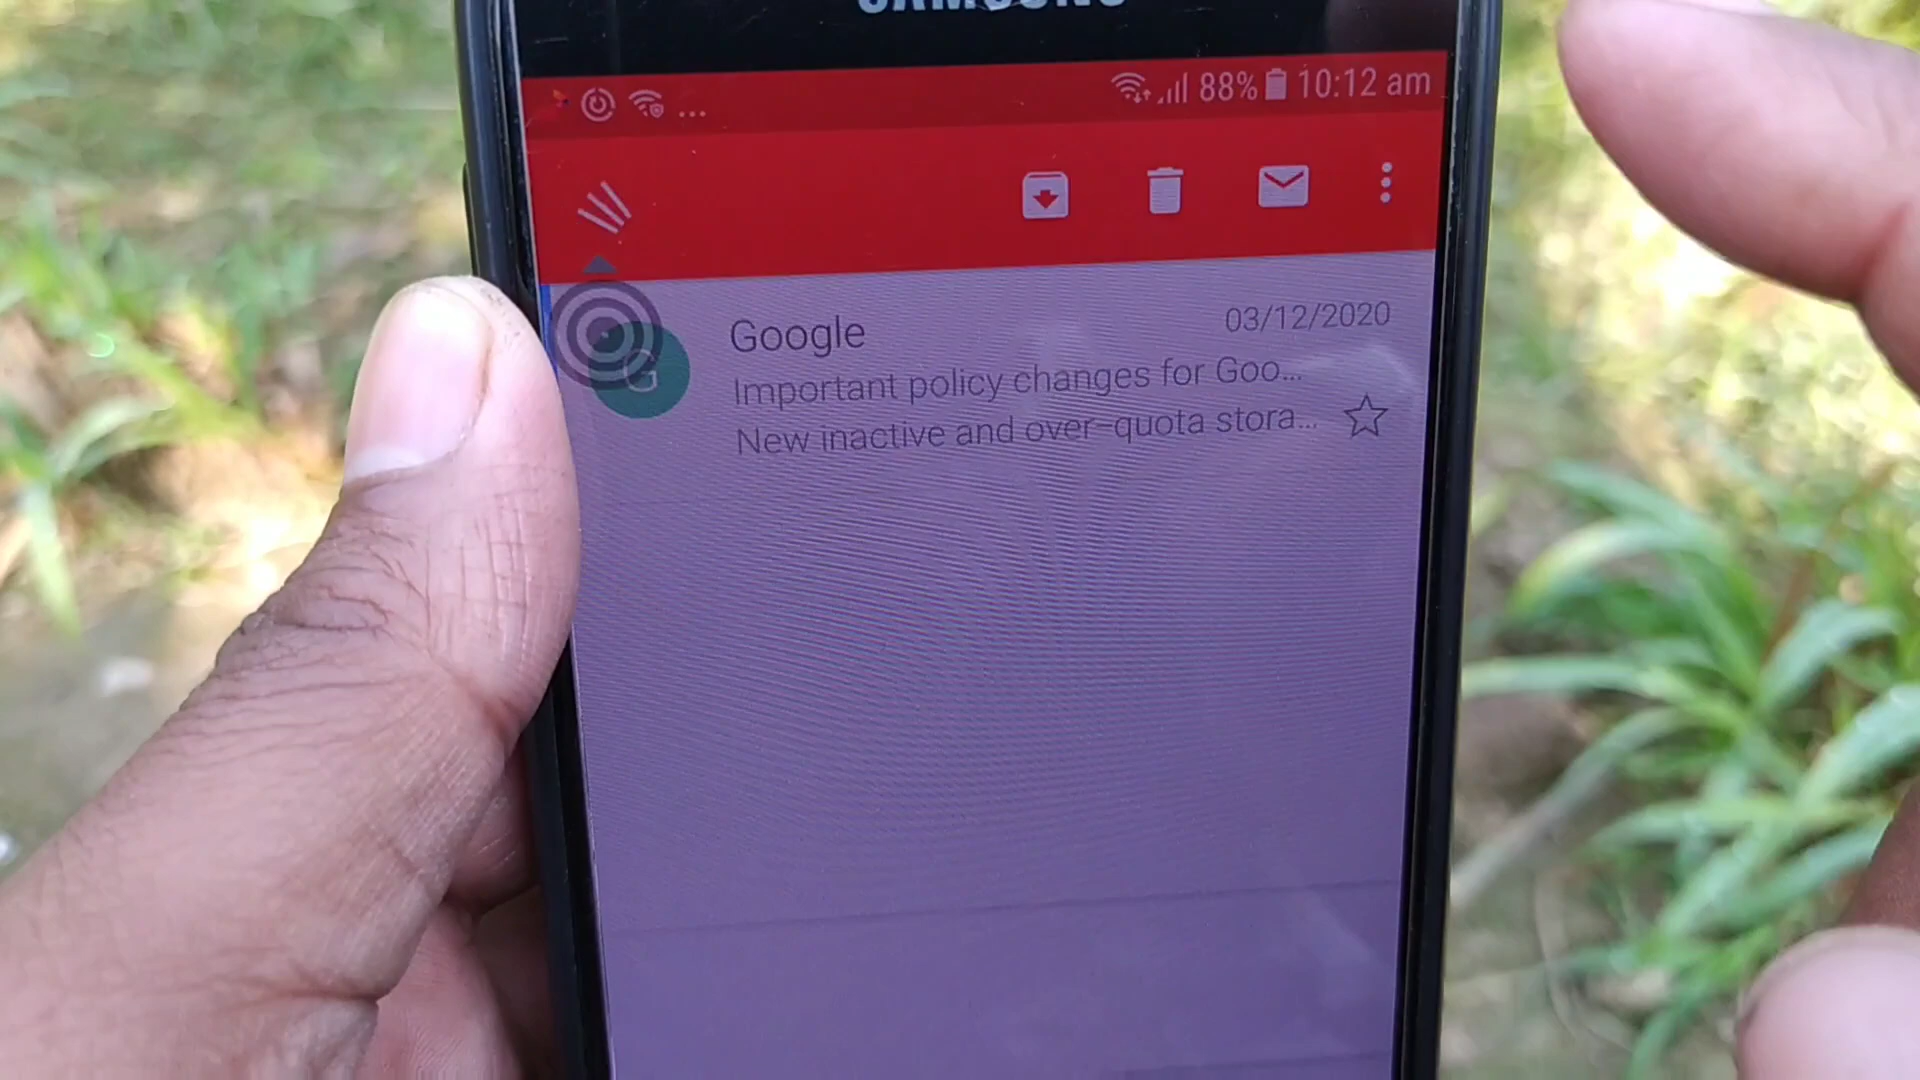 SAMSUNG
... 88% 10:12 am
Google 03/12/2020
G
Important policy changes for Goo...
New inactive and over-quota stora...